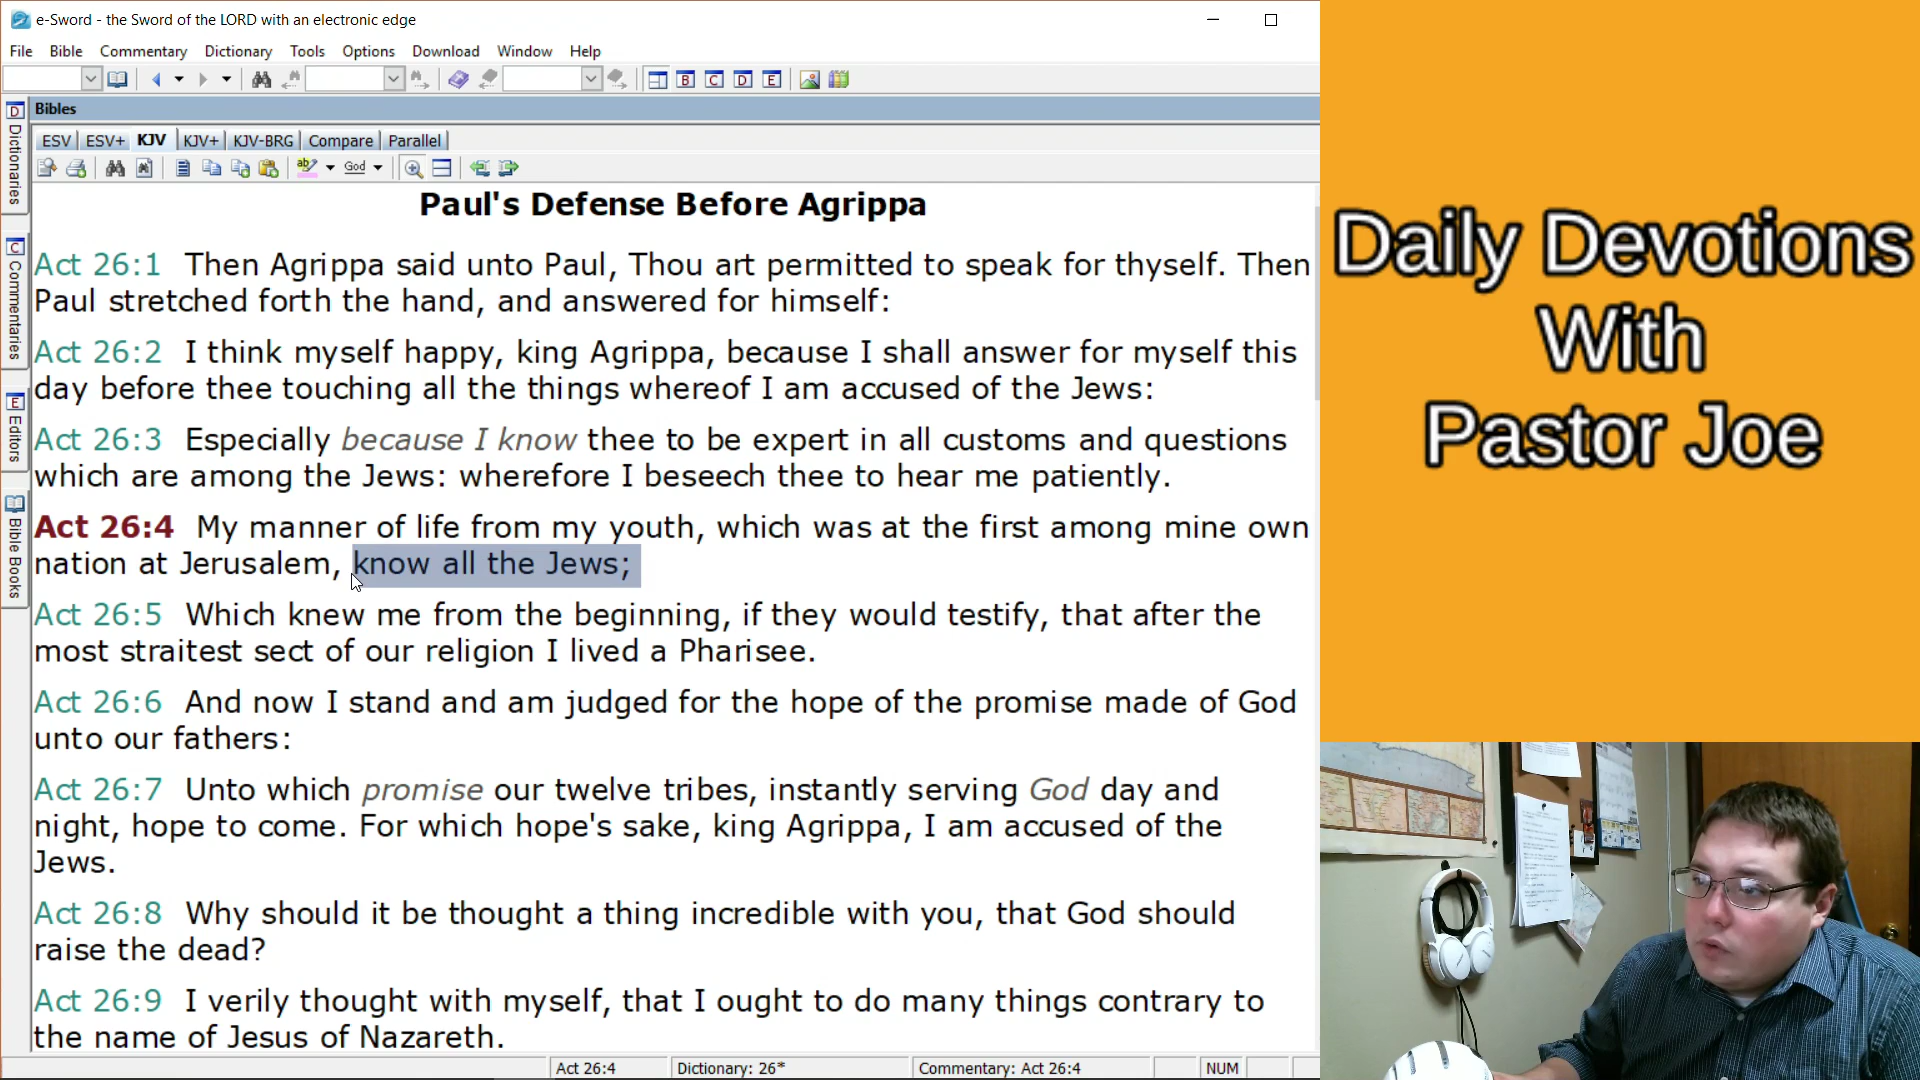 e-Sword - the Sword of the LORD with an electronic edge
File Bible Commentary Dictionary Tools Options Download Window Help
B C D E
Bibles
ESV ESV+ KJV KJV+ KJV-BRG Compare Parallel
God
D Dictionaries
C Commentaries
E Editors
Bible Books
Paul's Defense Before Agrippa
Act 26:1 Then Agrippa said unto Paul, Thou art permitted to speak for thyself. Then
Paul stretched forth the hand, and answered for himself:
Act 26:2 I think myself happy, king Agrippa, because I shall answer for myself this
day before thee touching all the things whereof I am accused of the Jews:
Act 26:3 Especially because I know thee to be expert in all customs and questions
which are among the Jews: wherefore I beseech thee to hear me patiently.
Act 26:4 My manner of life from my youth, which was at the first among mine own
nation at Jerusalem, know all the Jews;
Act 26:5 Which knew me from the beginning, if they would testify, that after the
most straitest sect of our religion I lived a Pharisee.
Act 26:6 And now I stand and am judged for the hope of the promise made of God
unto our fathers:
Act 26:7 Unto which promise our twelve tribes, instantly serving God day and
night, hope to come. For which hope's sake, king Agrippa, I am accused of the
Jews.
Act 26:8 Why should it be thought a thing incredible with you, that God should
raise the dead?
Act 26:9 I verily thought with myself, that I ought to do many things contrary to
the name of Jesus of Nazareth.
Act 26:4 Dictionary: 26* Commentary: Act 26:4 NUM
Daily Devotions
With
Pastor Joe